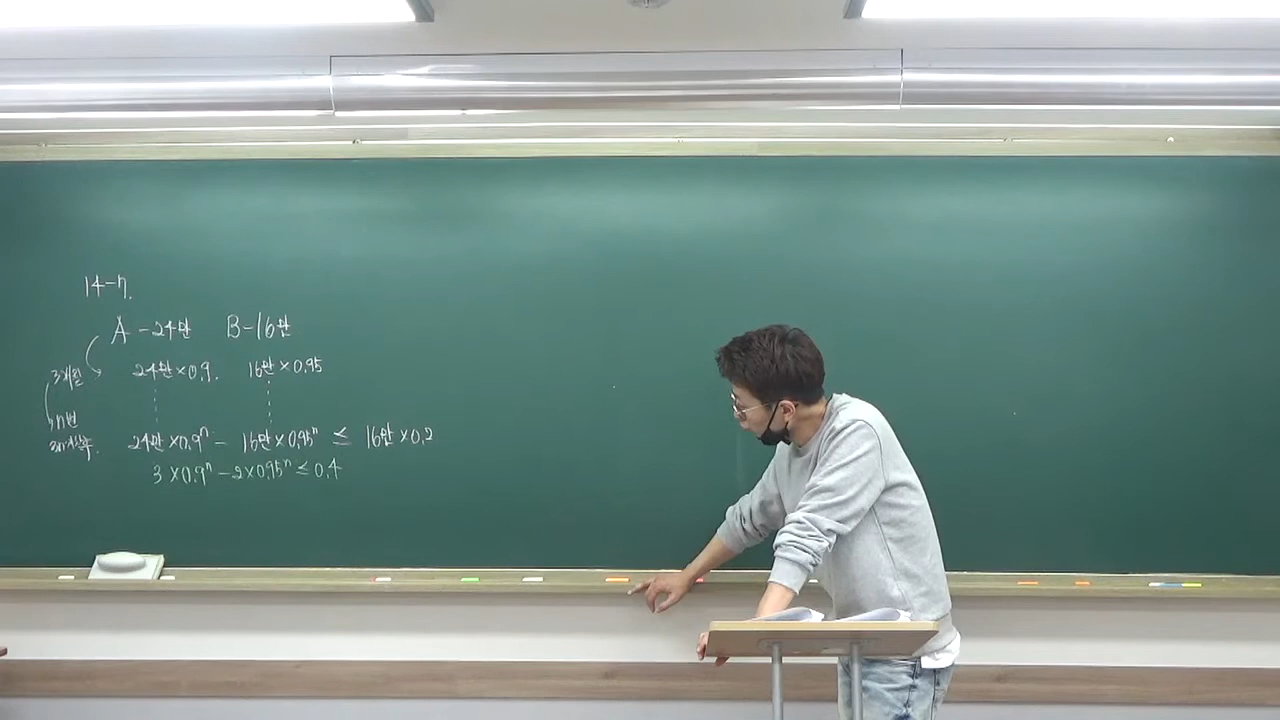 14-7.
A - 24만 B - 16만
3개월 24만 × 0.9. 16만 × 0.95
n번
24만 × 0.9ⁿ - 16만 × 0.95ⁿ ≤ 16만 × 0.2
3 × 0.9ⁿ - 2 × 0.95ⁿ ≤ 0.4